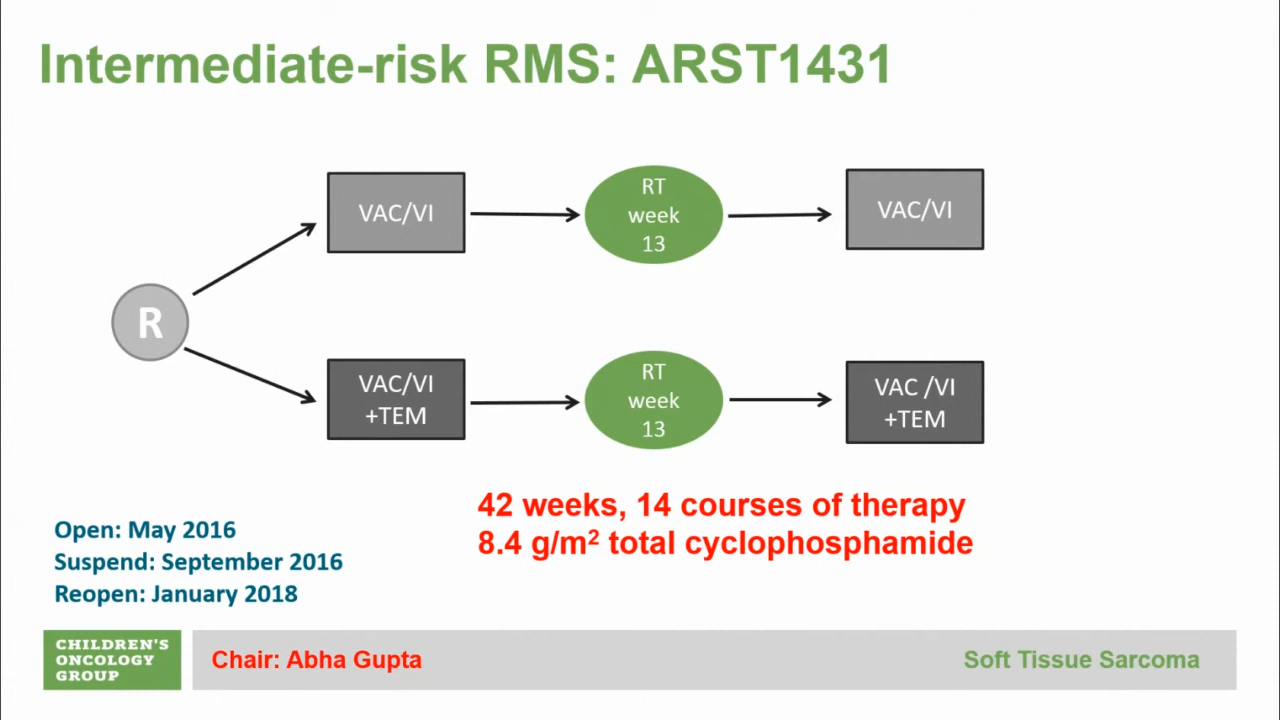 Intermediate-risk RMS: ARST1431
R
VAC/VI
RT
week
13
VAC/VI
VAC/VI
+TEM
RT
week
13
VAC /VI
+TEM
42 weeks, 14 courses of therapy
8.4 g/m² total cyclophosphamide
Open: May 2016
Suspend: September 2016
Reopen: January 2018
CHILDREN'S
ONCOLOGY
GROUP
Chair: Abha Gupta
Soft Tissue Sarcoma